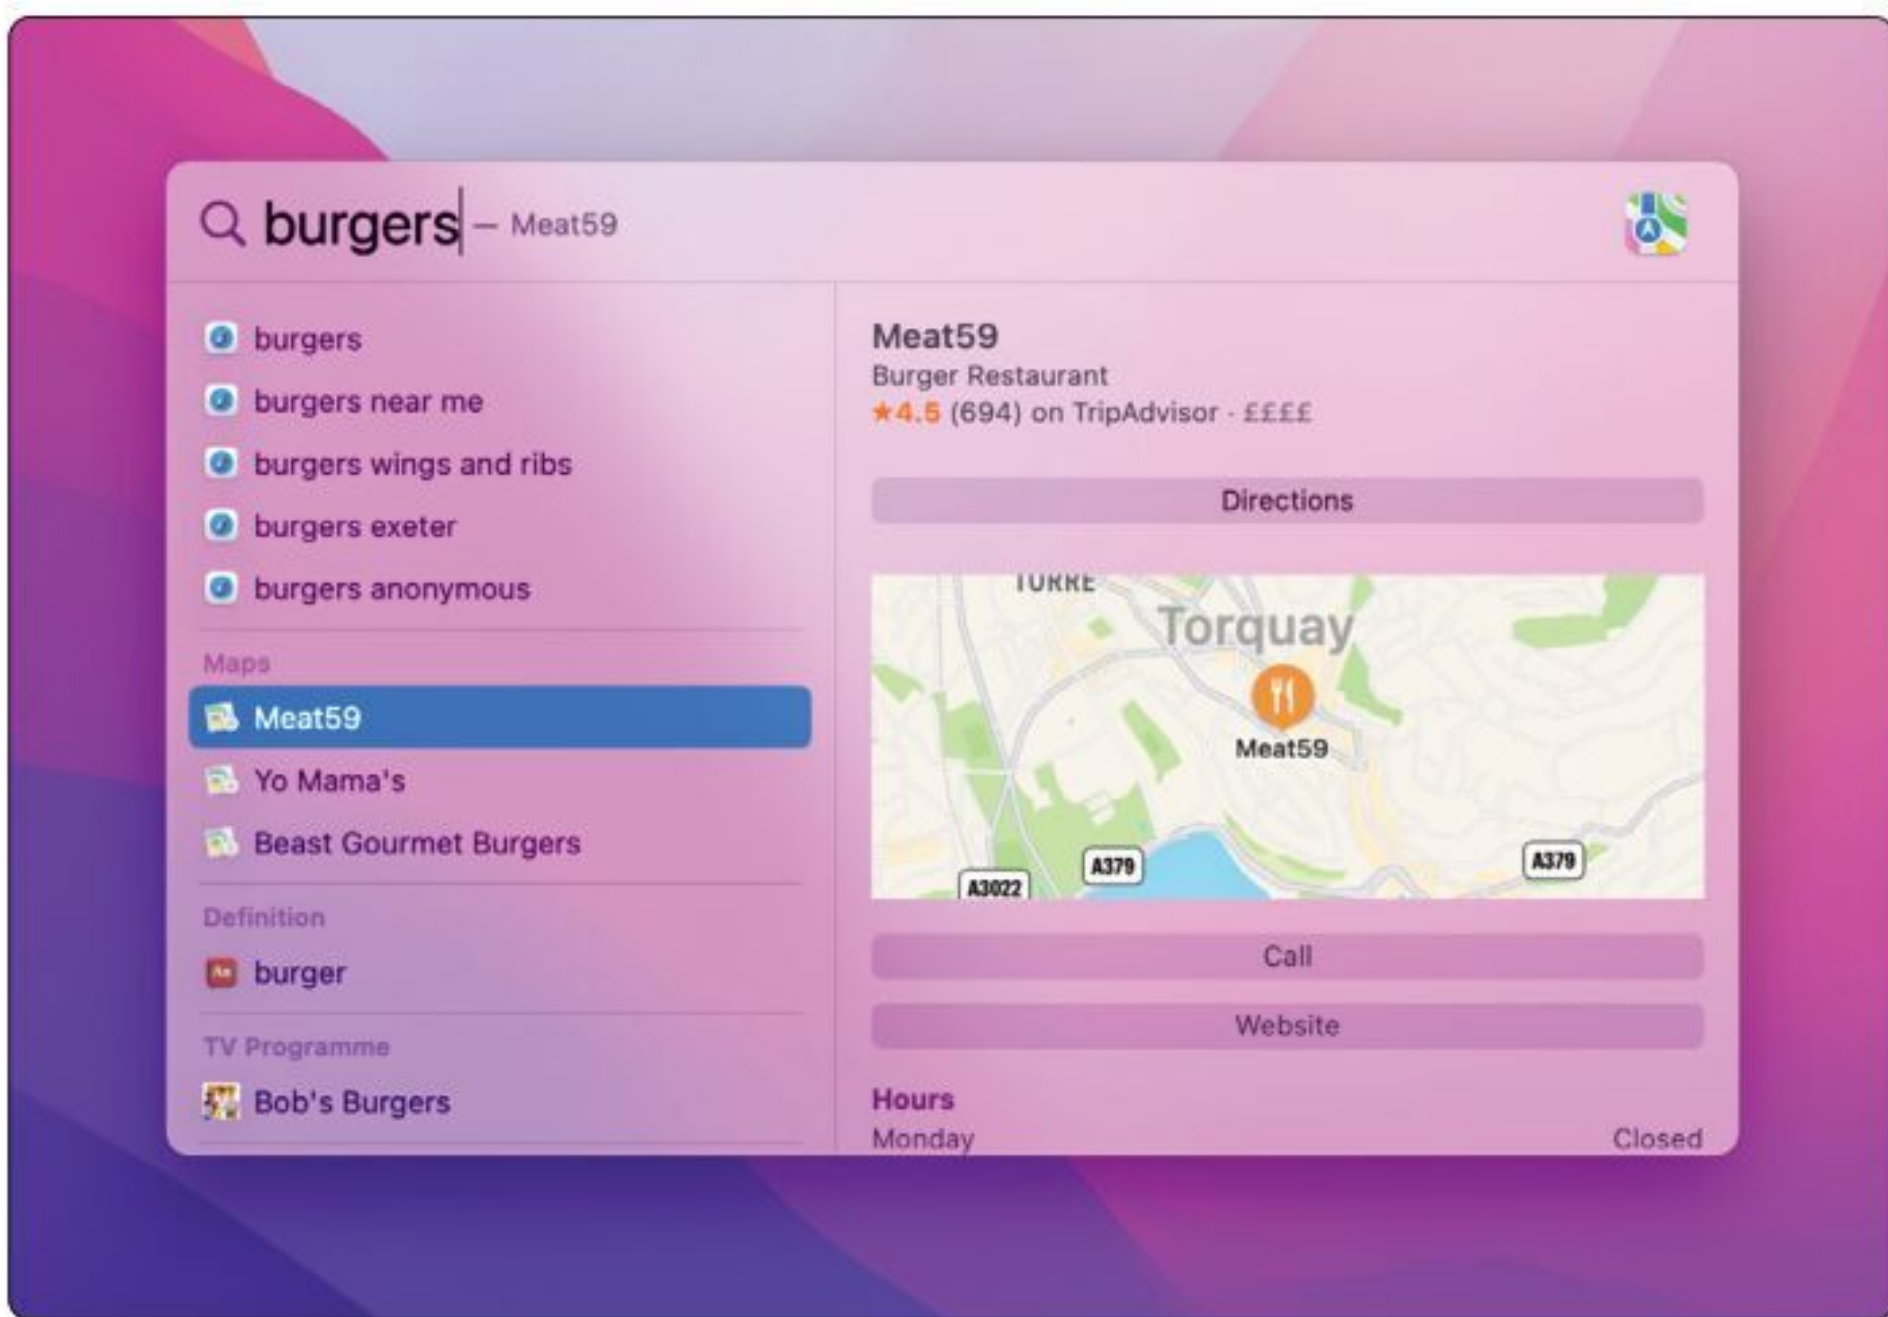 burgers — Meat59
burgers
burgers near me
burgers wings and ribs
burgers exeter
burgers anonymous
Maps
Meat59
Yo Mama's
Beast Gourmet Burgers
Definition
burger
TV Programme
Bob's Burgers
Meat59
Burger Restaurant
★4.5 (694) on TripAdvisor · ££££
Directions
TORRE
Torquay
Meat59
A379
A379
A3022
Call
Website
Hours
Monday Closed